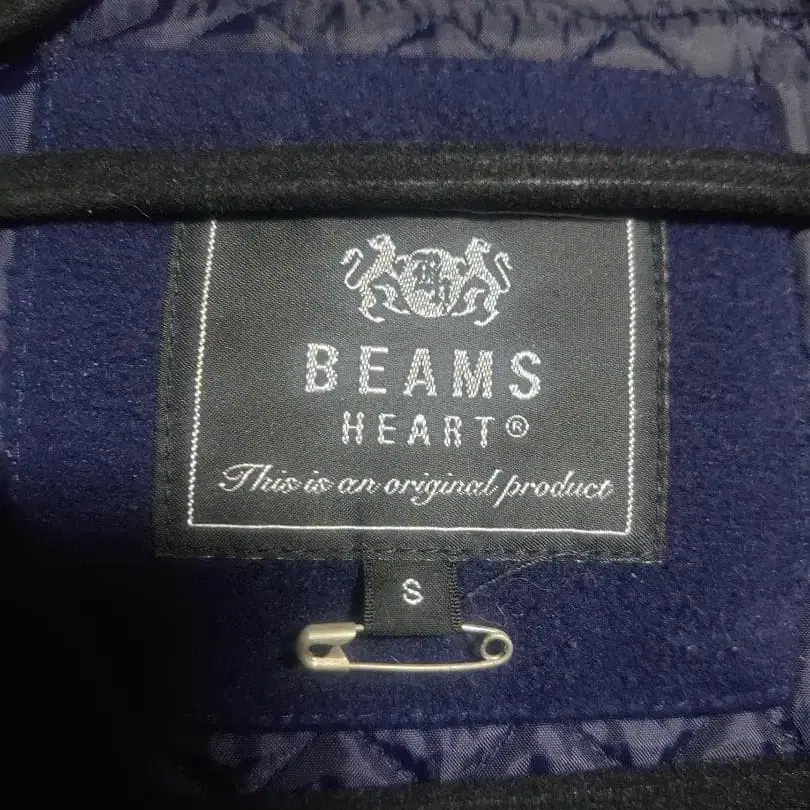 BEAMS
HEART®
This is an original product
S